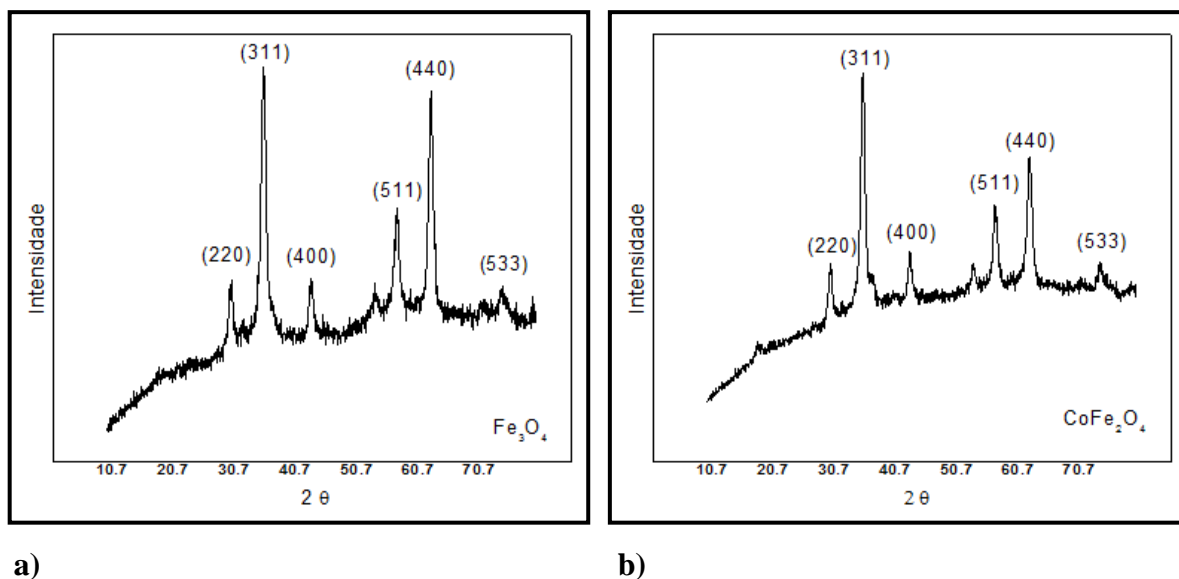 (311)
(440)
(511)
(220)
(400)
(533)
Intensidade
Fe₃O₄
10.7 20.7 30.7 40.7 50.7 60.7 70.7
2 θ
a)
(311)
(440)
(511)
(220)
(400)
(533)
Intensidade
CoFe₂O₄
10.7 20.7 30.7 40.7 50.7 60.7 70.7
2 θ
b)